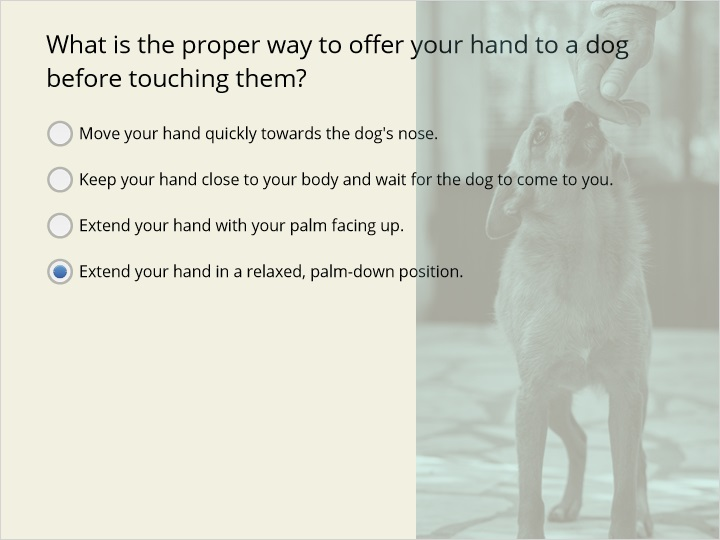 What is the proper way to offer your hand to a dog
before touching them?
Move your hand quickly towards the dog's nose.
Keep your hand close to your body and wait for the dog to come to you.
Extend your hand with your palm facing up.
Extend your hand in a relaxed, palm-down position.